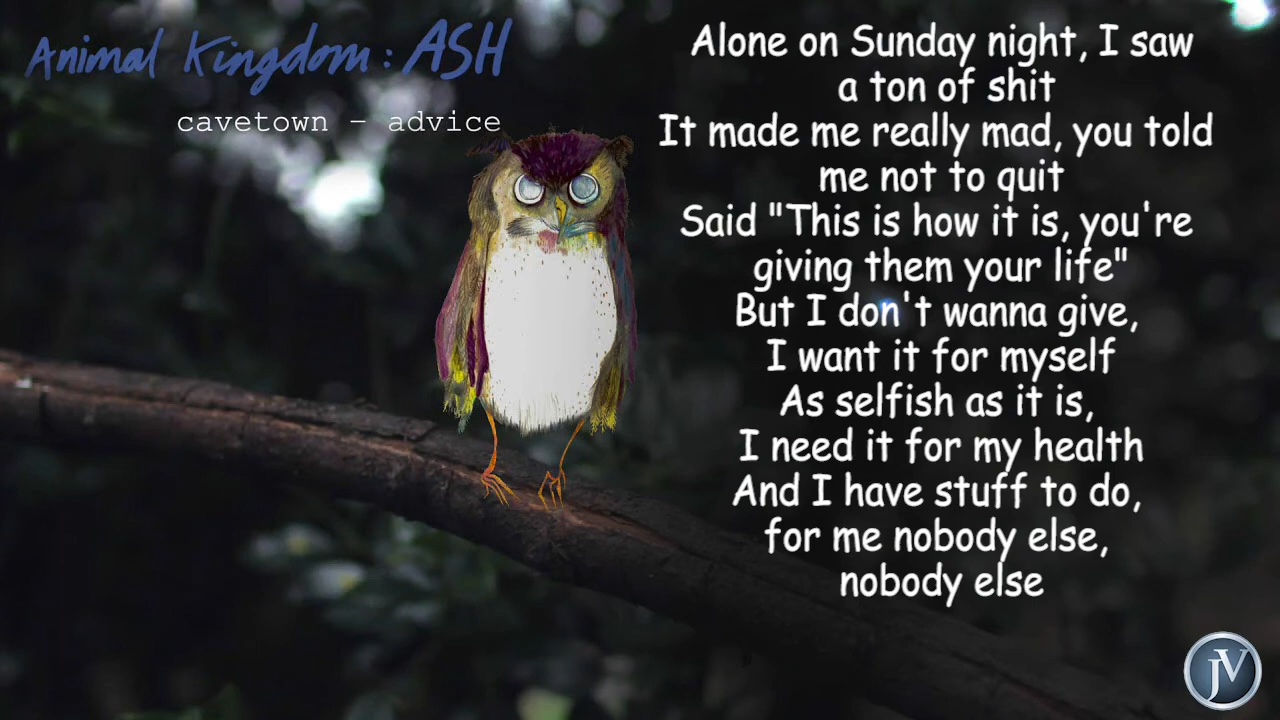 Animal Kingdom: ASH
cavetown - advice
Alone on Sunday night, I saw
a ton of shit
It made me really mad, you told
me not to quit
Said "This is how it is, you're
giving them your life"
But I don't wanna give,
I want it for myself
As selfish as it is,
I need it for my health
And I have stuff to do,
for me nobody else,
nobody else
JV